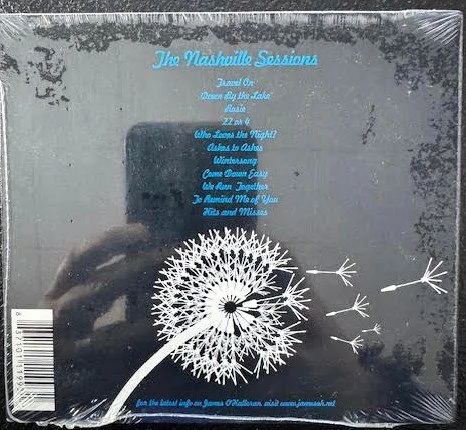 The Nashville Sessions
Travel On
Down By the Lake
Rosie
22 or 4
Who Loves the Night?
Ashes to Ashes
Wintersong
Come Down Easy
We Run Together
To Remind Me of You
Hits and Misses
for the latest info on James O'Halloran visit www.jamesoh.net